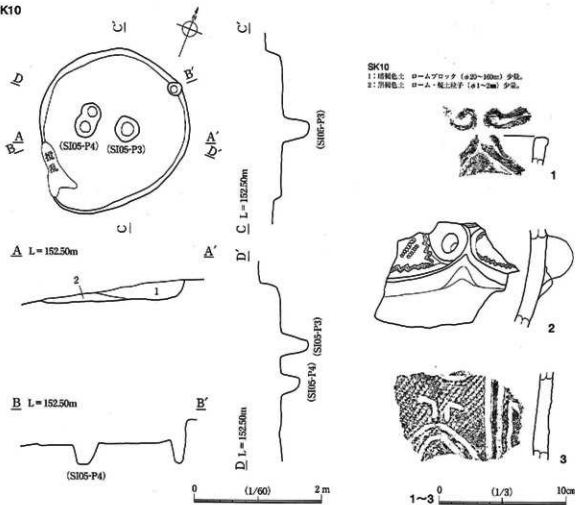 K10
C′
D
B′
A
B
(SI05-P4)
(SI05-P3)
A′
D′
撹乱
C
C′
(SI05-P3)
C L=152.50m
A L=152.50m A′
2
1
D′
(SI05-P3)
(SI05-P4)
D L=152.50m
B L=152.50m B′
(SI05-P4)
0 (1/60) 2 m
SK10
1:暗褐色土 ロームブロック(φ20~160㎜)少量。
2:黒褐色土 ローム・焼土粒子(φ1~2㎜)少量。
1
2
3
1~3
0 (1/3) 10cm